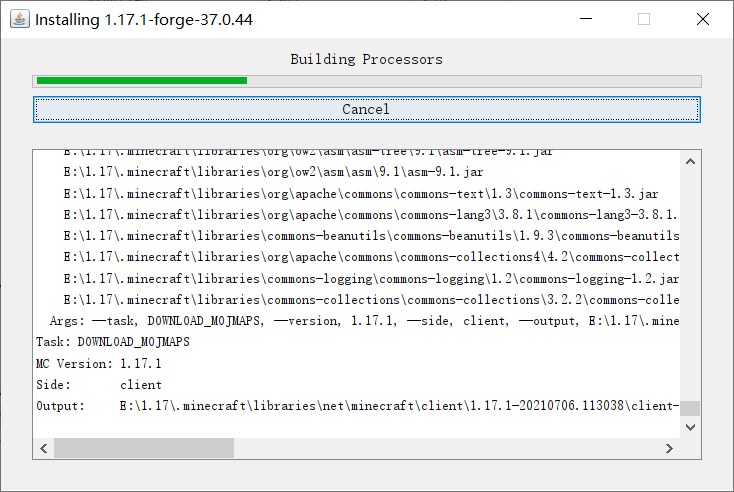 Installing 1.17.1-forge-37.0.44
Building Processors
Cancel
E:\1.17\.minecraft\libraries\org\ow2\asm\asm-tree\9.1\asm-tree-9.1.jar
E:\1.17\.minecraft\libraries\org\ow2\asm\asm\9.1\asm-9.1.jar
E:\1.17\.minecraft\libraries\org\apache\commons\commons-text\1.3\commons-text-1.3.jar
E:\1.17\.minecraft\libraries\org\apache\commons\commons-lang3\3.8.1\commons-lang3-3.8.1.
E:\1.17\.minecraft\libraries\commons-beanutils\commons-beanutils\1.9.3\commons-beanutils
E:\1.17\.minecraft\libraries\org\apache\commons\commons-collections4\4.2\commons-collect
E:\1.17\.minecraft\libraries\commons-logging\commons-logging\1.2\commons-logging-1.2.jar
E:\1.17\.minecraft\libraries\commons-collections\commons-collections\3.2.2\commons-colle
Args: --task, DOWNLOAD_MOJMAPS, --version, 1.17.1, --side, client, --output, E:\1.17\.mine
Task: DOWNLOAD_MOJMAPS
MC Version: 1.17.1
Side: client
Output: E:\1.17\.minecraft\libraries\net\minecraft\client\1.17.1-20210706.113038\client-